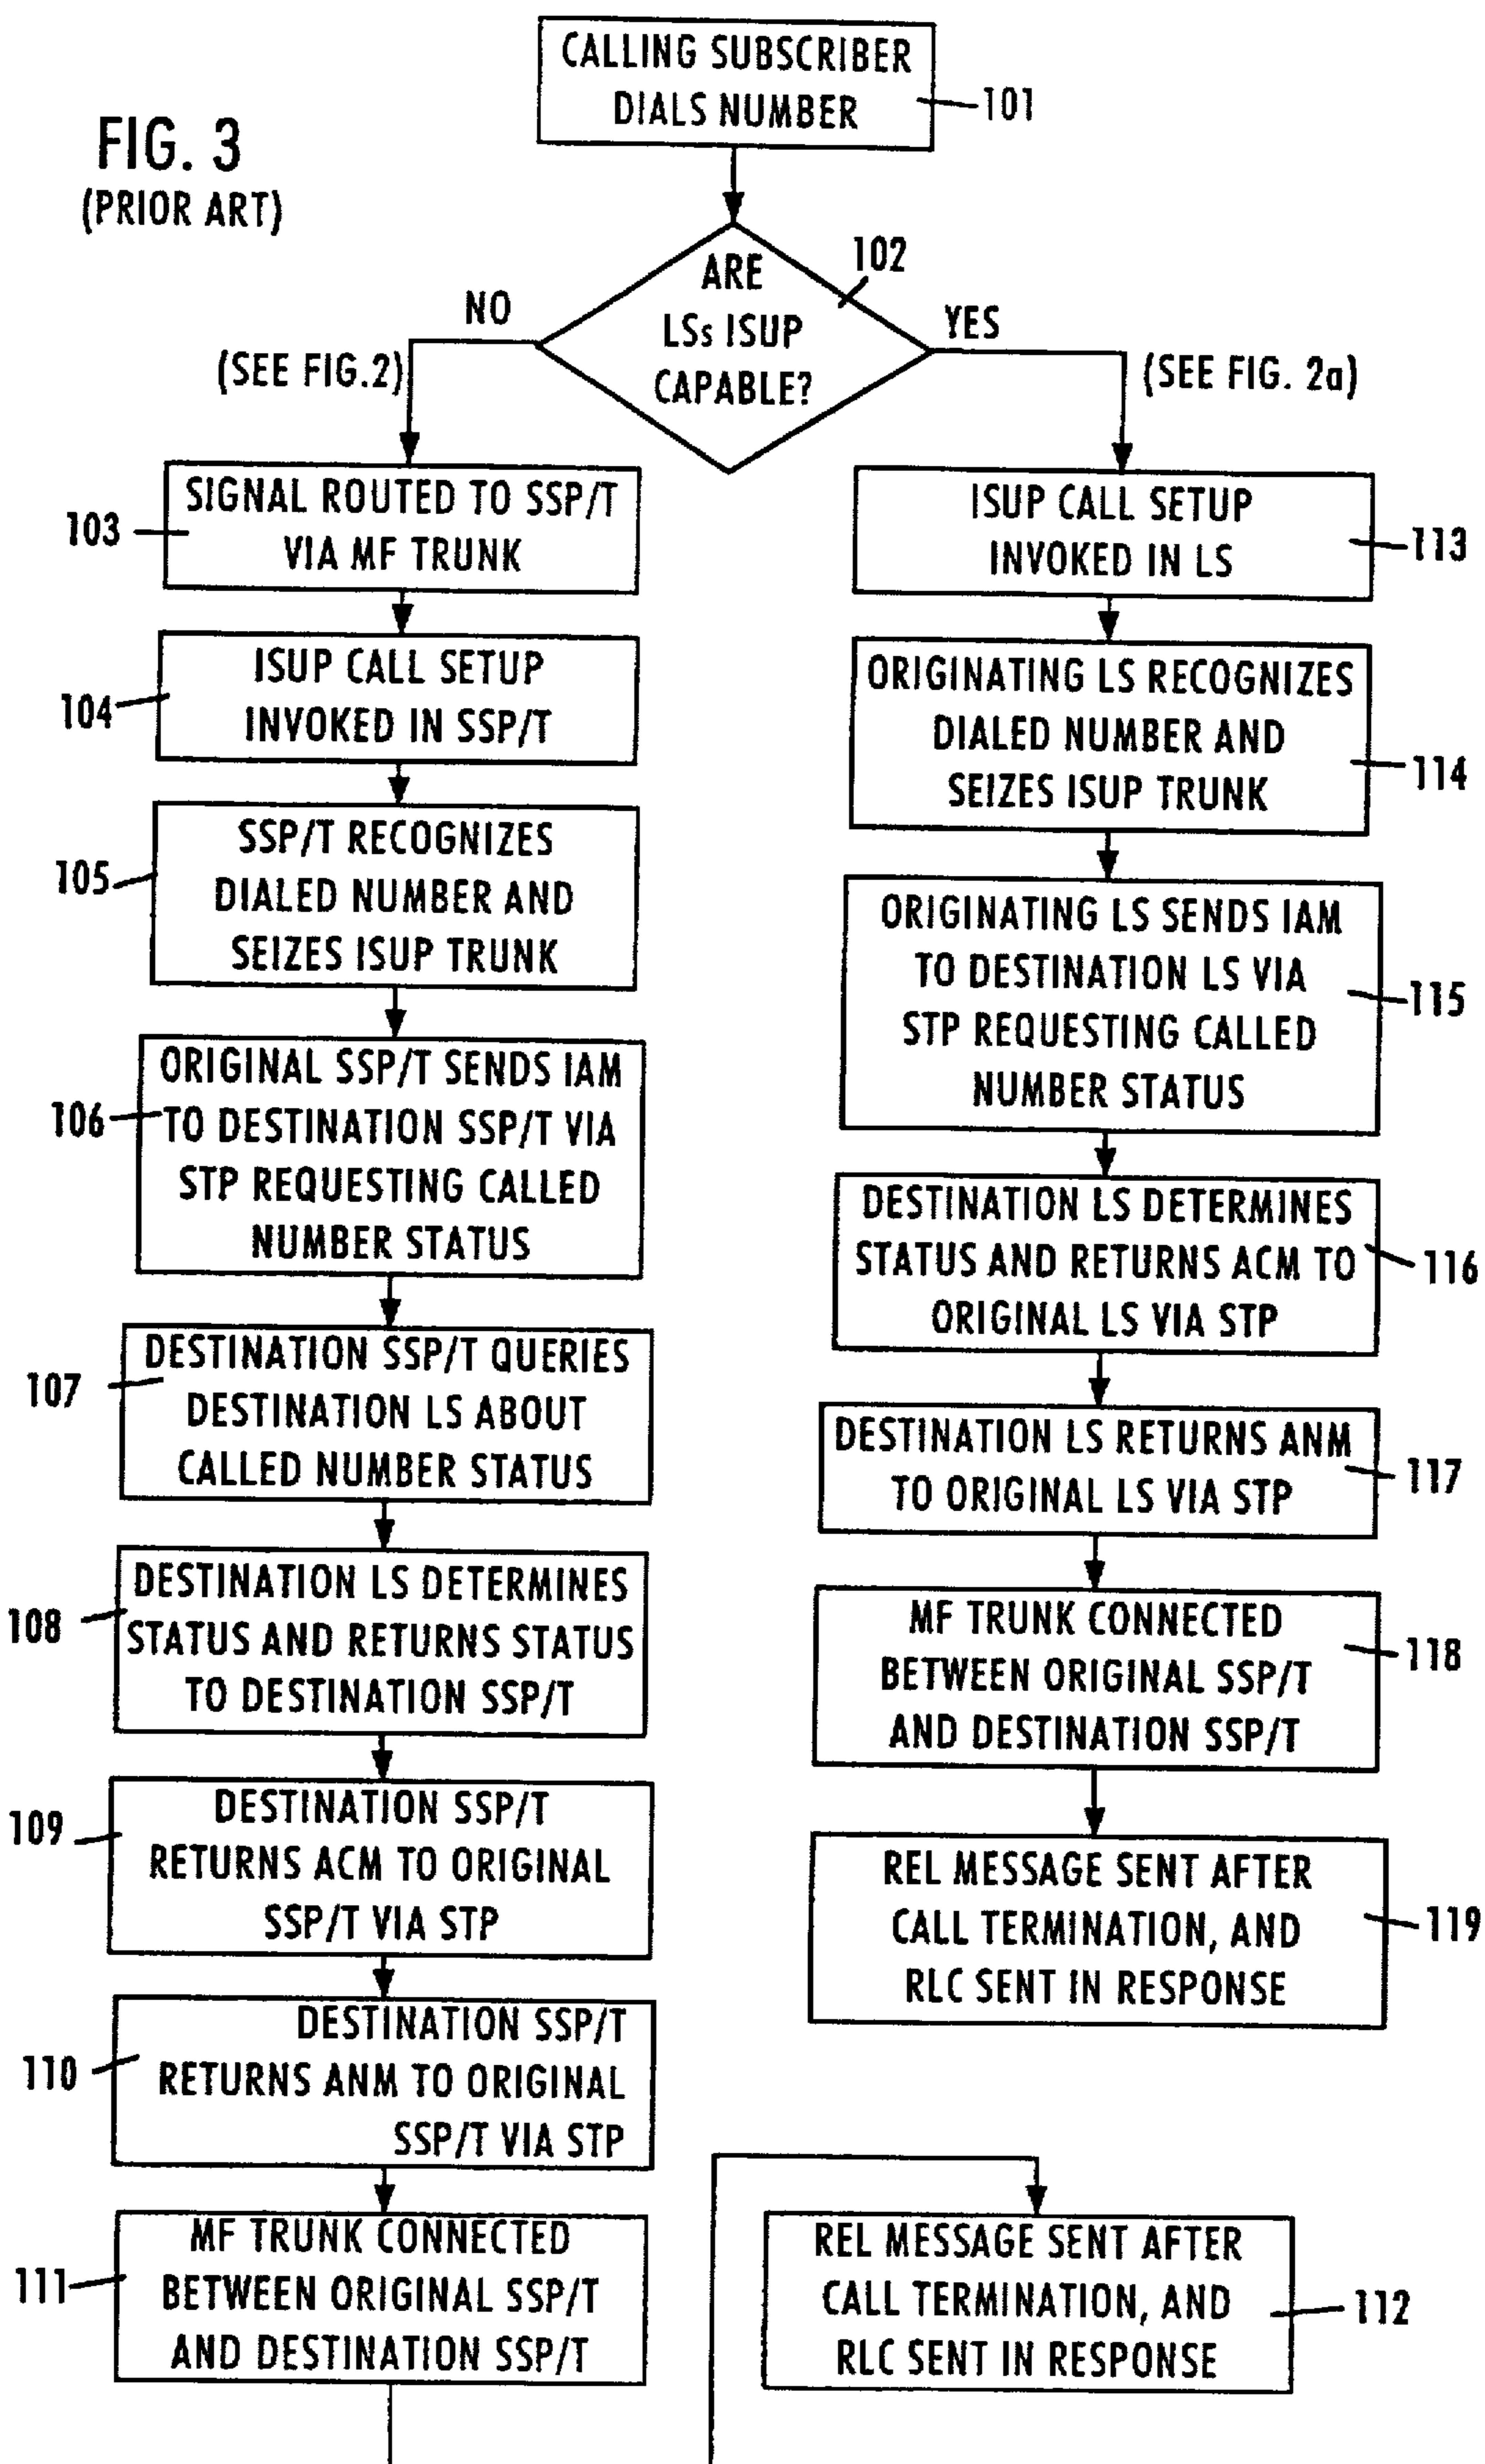 CALLING SUBSCRIBER
DIALS NUMBER
101
FIG. 3
(PRIOR ART)
102
ARE
LSs ISUP
CAPABLE?
NO
YES
(SEE FIG.2)
(SEE FIG. 2a)
103
SIGNAL ROUTED TO SSP/T
VIA MF TRUNK
104
ISUP CALL SETUP
INVOKED IN SSP/T
105
SSP/T RECOGNIZES
DIALED NUMBER AND
SEIZES ISUP TRUNK
106
ORIGINAL SSP/T SENDS IAM
TO DESTINATION SSP/T VIA
STP REQUESTING CALLED
NUMBER STATUS
107
DESTINATION SSP/T QUERIES
DESTINATION LS ABOUT
CALLED NUMBER STATUS
108
DESTINATION LS DETERMINES
STATUS AND RETURNS STATUS
TO DESTINATION SSP/T
109
DESTINATION SSP/T
RETURNS ACM TO ORIGINAL
SSP/T VIA STP
110
DESTINATION SSP/T
RETURNS ANM TO ORIGINAL
SSP/T VIA STP
111
MF TRUNK CONNECTED
BETWEEN ORIGINAL SSP/T
AND DESTINATION SSP/T
ISUP CALL SETUP
INVOKED IN LS
113
ORIGINATING LS RECOGNIZES
DIALED NUMBER AND
SEIZES ISUP TRUNK
114
ORIGINATING LS SENDS IAM
TO DESTINATION LS VIA
STP REQUESTING CALLED
NUMBER STATUS
115
DESTINATION LS DETERMINES
STATUS AND RETURNS ACM TO
ORIGINAL LS VIA STP
116
DESTINATION LS RETURNS ANM
TO ORIGINAL LS VIA STP
117
MF TRUNK CONNECTED
BETWEEN ORIGINAL SSP/T
AND DESTINATION SSP/T
118
REL MESSAGE SENT AFTER
CALL TERMINATION, AND
RLC SENT IN RESPONSE
119
REL MESSAGE SENT AFTER
CALL TERMINATION, AND
RLC SENT IN RESPONSE
112